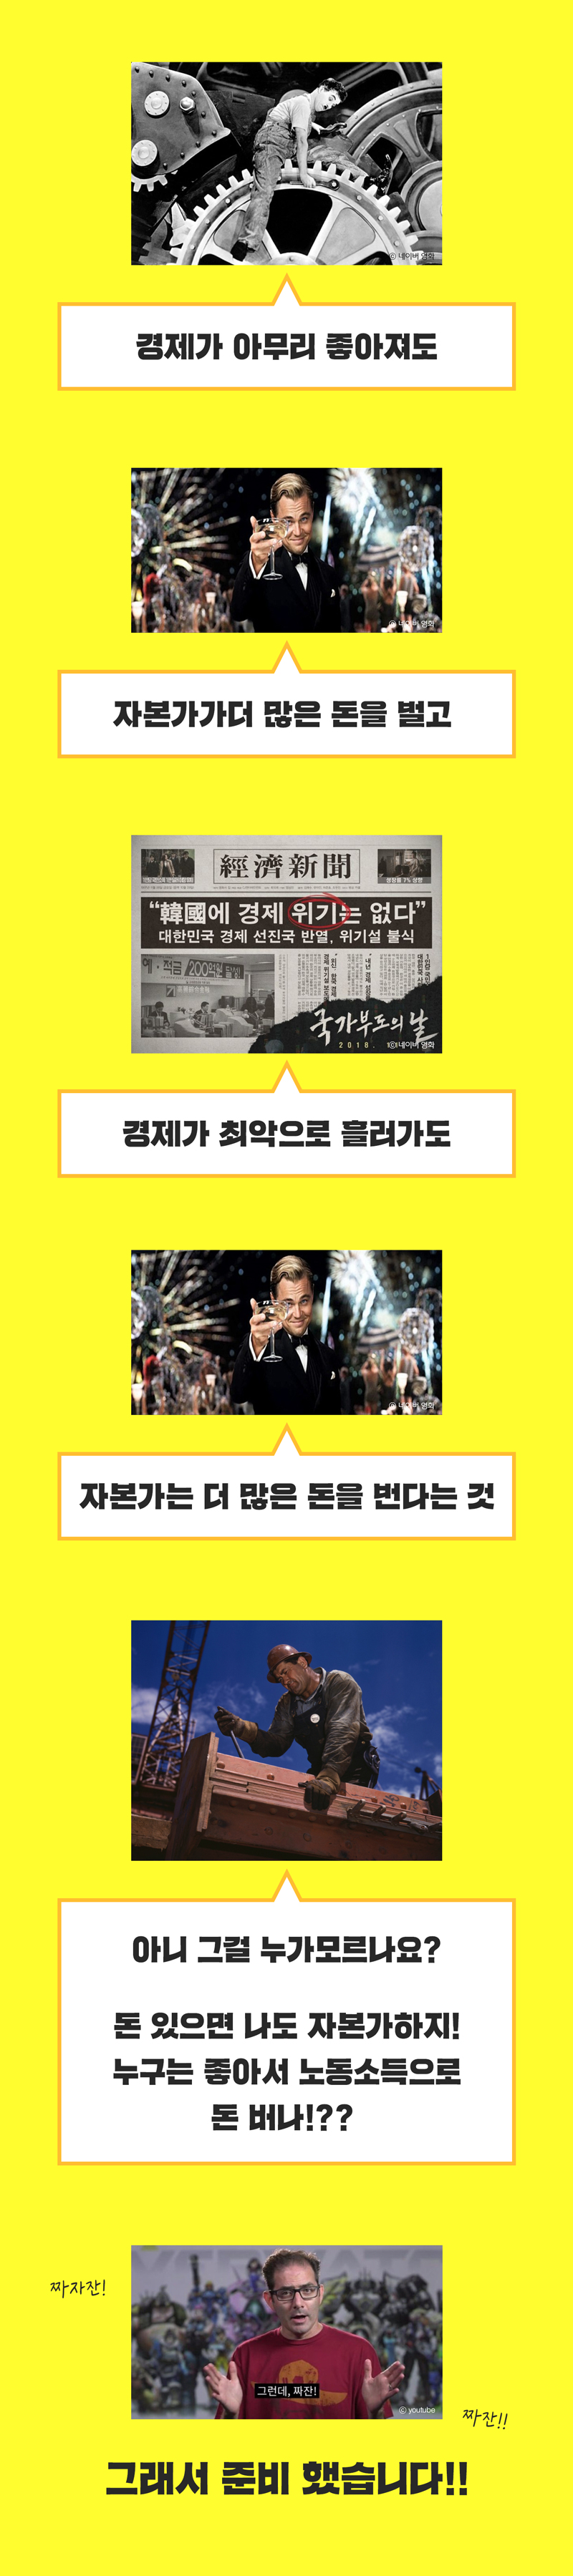 ⓒ 네이버 영화
경제가 아무리 좋아져도
ⓒ 네이버 영화
자본가가더 많은 돈을 벌고
經濟新聞
“韓國에 경제 위기는 없다”
대한민국 경제 선진국 반열, 위기설 불식
예·적금 200만원
국가부도의 날
2018.
ⓒ 네이버 영화
경제가 최악으로 흘러가도
ⓒ 네이버 영화
자본가는 더 많은 돈을 번다는 것
아니 그걸 누가모르나요?
돈 있으면 나도 자본가하지!
누구는 좋아서 노동소득으로
돈 버나!??
짜자잔!
그런데, 짜잔!
ⓒ youtube
짜잔!!
그래서 준비 했습니다!!